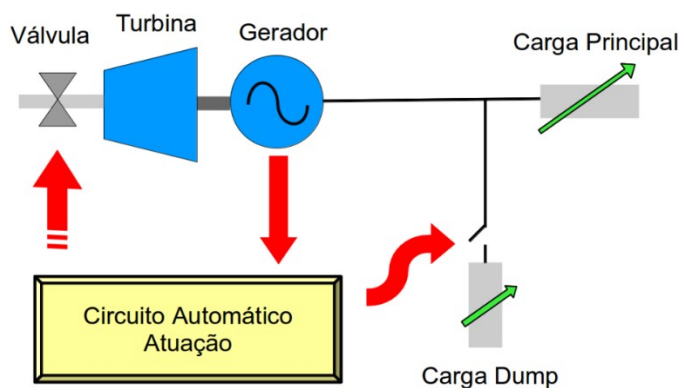 Válvula
Turbina
Gerador
Carga Principal
Circuito Automático
Atuação
Carga Dump